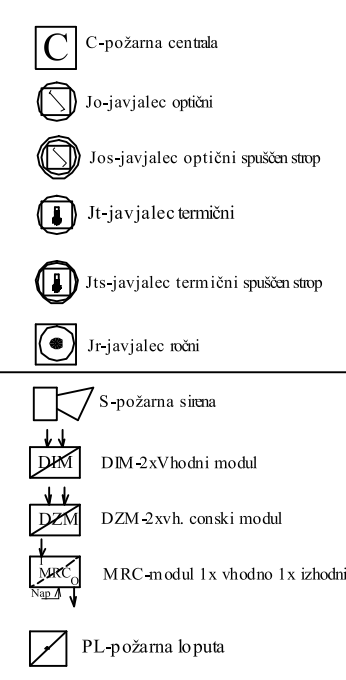 C C-požarna centrala
Jo-javjalec optični
Jos-javjalec optični spuščen strop
Jt-javjalec termični
Jts-javjalec termični spuščen strop
Jr-javjalec ročni
S-požarna sirena
DIM DIM-2xVhodni modul
DZM DZM-2xvh. conski modul
I
MRC MRC-modul 1x vhodno 1x izhodni
O
Nap
PL-požarna loputa